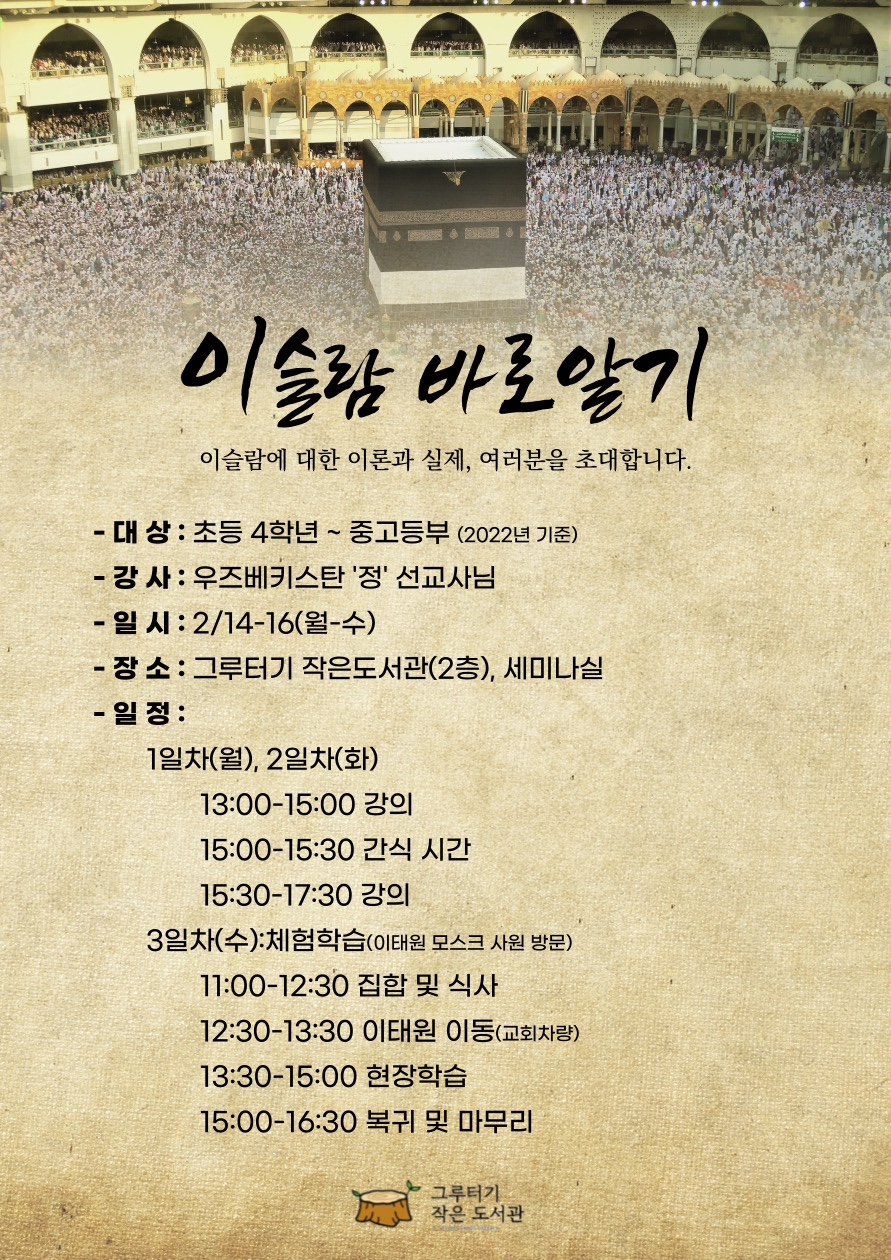 이슬람 바로알기
이슬람에 대한 이론과 실제, 여러분을 초대합니다.
- 대 상 : 초등 4학년 ~ 중고등부 (2022년 기준)
- 강 사 : 우즈베키스탄 '정' 선교사님
- 일 시 : 2/14-16(월-수)
- 장 소 : 그루터기 작은도서관(2층), 세미나실
- 일 정 :
1일차(월), 2일차(화)
13:00-15:00 강의
15:00-15:30 간식 시간
15:30-17:30 강의
3일차(수):체험학습(이태원 모스크 사원 방문)
11:00-12:30 집합 및 식사
12:30-13:30 이태원 이동(교회차량)
13:30-15:00 현장학습
15:00-16:30 복귀 및 마무리
그루터기
작은 도서관